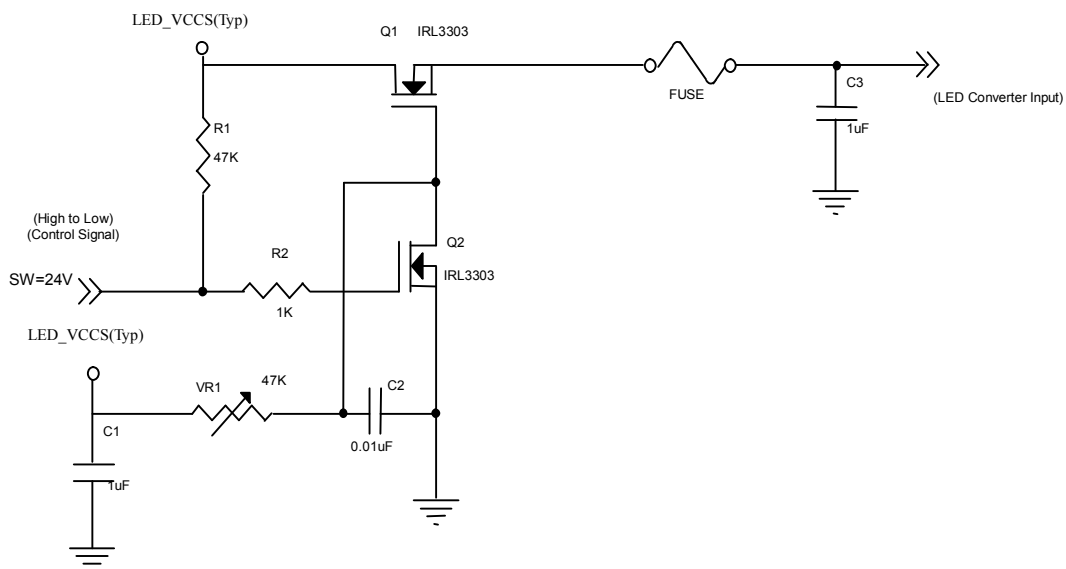 LED_VCCS(Typ)
Q1 IRL3303
FUSE
C3
1uF
(LED Converter Input)
R1
47K
(High to Low)
(Control Signal)
SW=24V
R2
1K
Q2
IRL3303
LED_VCCS(Typ)
VR1
47K
C2
0.01uF
C1
1uF